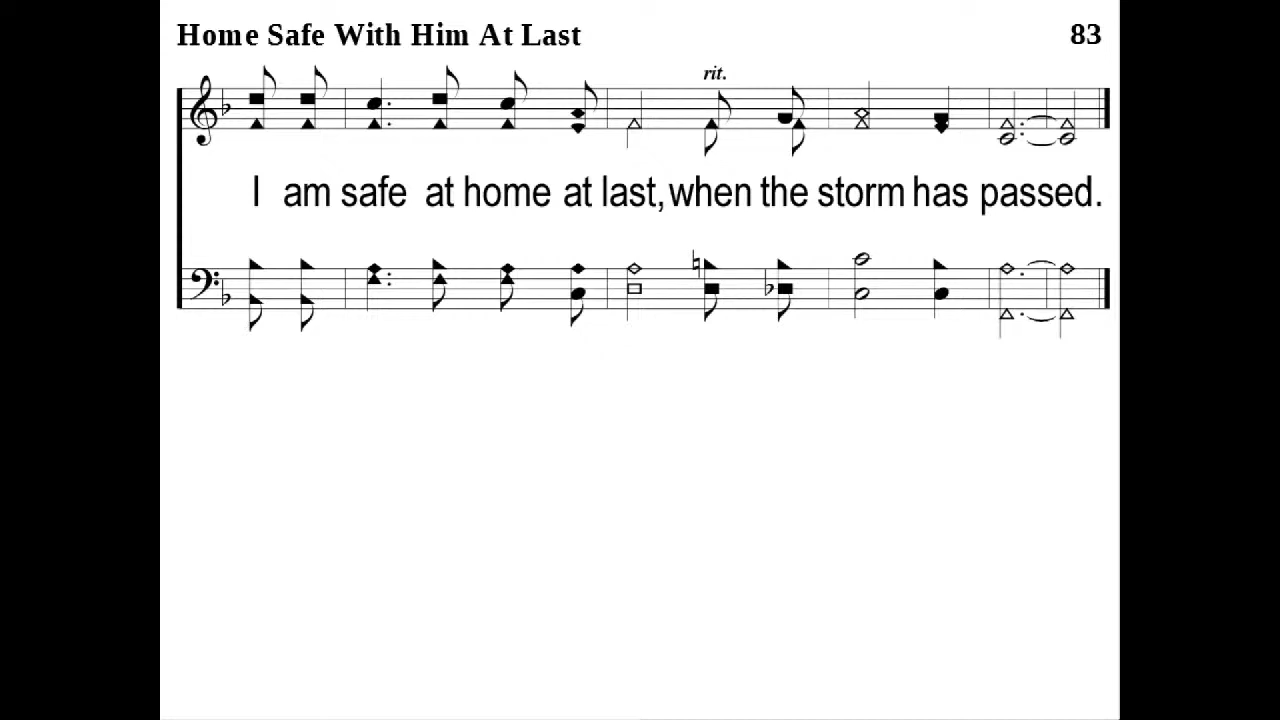 Home Safe With Him At Last 83
rit.
I am safe at home at last, when the storm has passed.